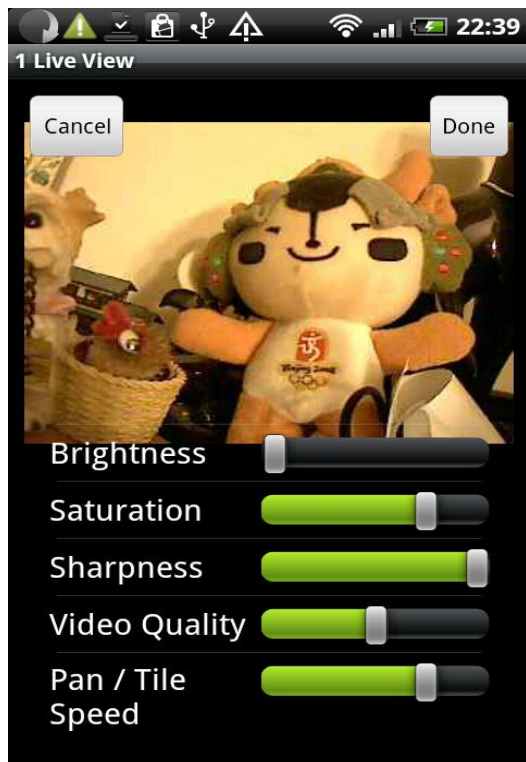 22:39
1 Live View
Cancel
Done
Beijing 2008
Brightness
Saturation
Sharpness
Video Quality
Pan / Tile
Speed